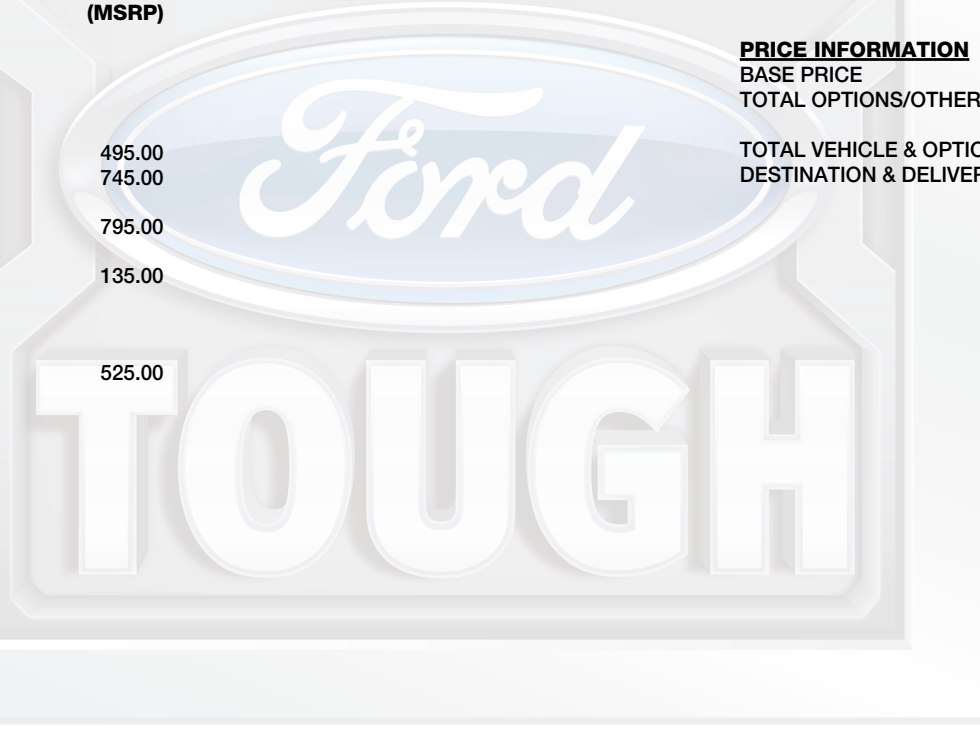 (MSRP)
495.00
745.00
795.00
135.00
525.00
PRICE INFORMATION
BASE PRICE
TOTAL OPTIONS/OTHER
TOTAL VEHICLE & OPTIO
DESTINATION & DELIVER
Ford
TOUGH